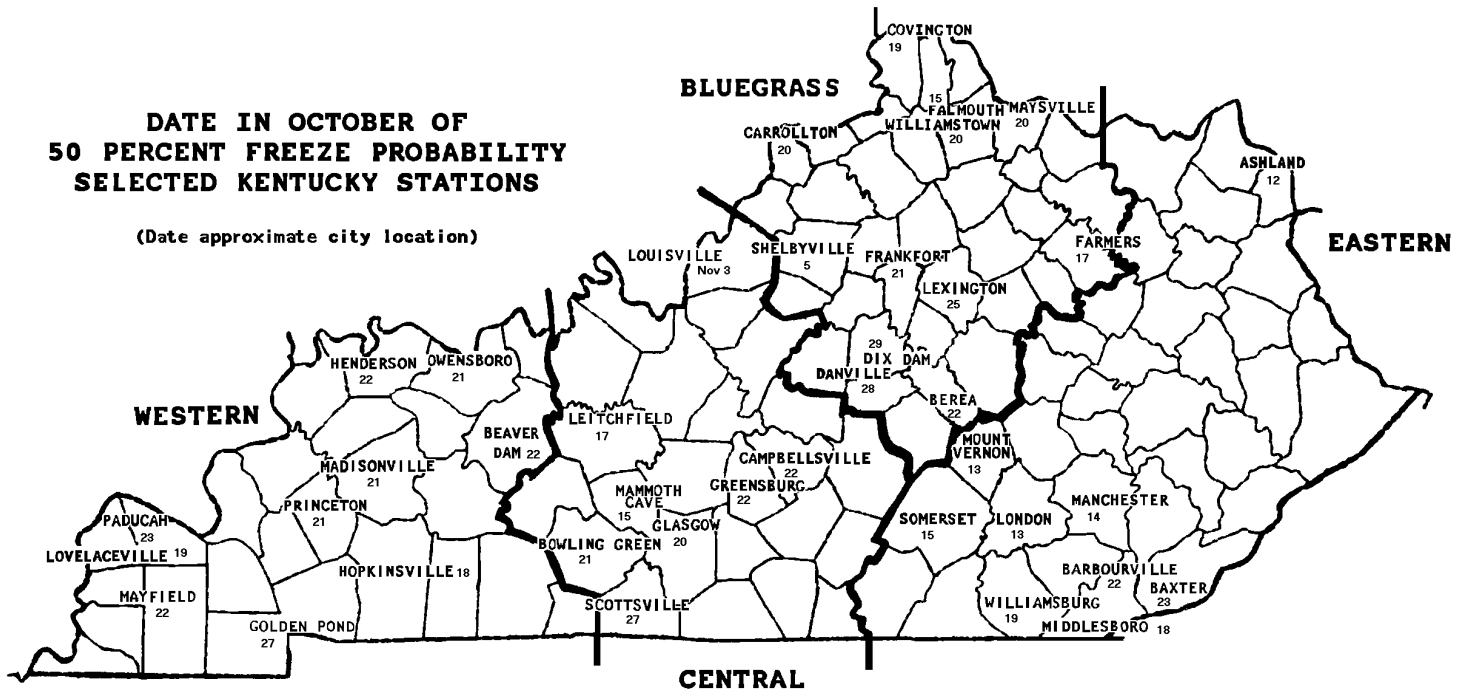 DATE IN OCTOBER OF
50 PERCENT FREEZE PROBABILITY
SELECTED KENTUCKY STATIONS
(Date approximate city location)
BLUEGRASS
COVINGTON
19
15
FALMOUTH
MAYSVILLE
20
WILLIAMSTOWN
20
CARROLLTON
20
ASHLAND
12
EASTERN
LOUISVILLE
Nov 3
SHELBYVILLE
5
FRANKFORT
21
FARMERS
17
LEXINGTON
25
29
DIX DAM
DANVILLE
28
BEREA
22
HENDERSON
22
OWENSBORO
21
WESTERN
BEAVER
DAM 22
LEITCHFIELD
17
MOUNT
VERNON
13
MADISONVILLE
21
CAMPBELLSVILLE
22
GREENSBURG
22
MAMMOTH
CAVE
15
GLASGOW
20
PRINCETON
21
PADUCAH
23
LOVELACEVILLE 19
SOMERSET
15
LONDON
13
MANCHESTER
14
BOWLING GREEN
21
HOPKINSVILLE 18
BARBOURVILLE
22
BAXTER
23
MAYFIELD
22
SCOTTSVILLE
27
WILLIAMSBURG
19
GOLDEN POND
27
MIDDLESBORO 18
CENTRAL